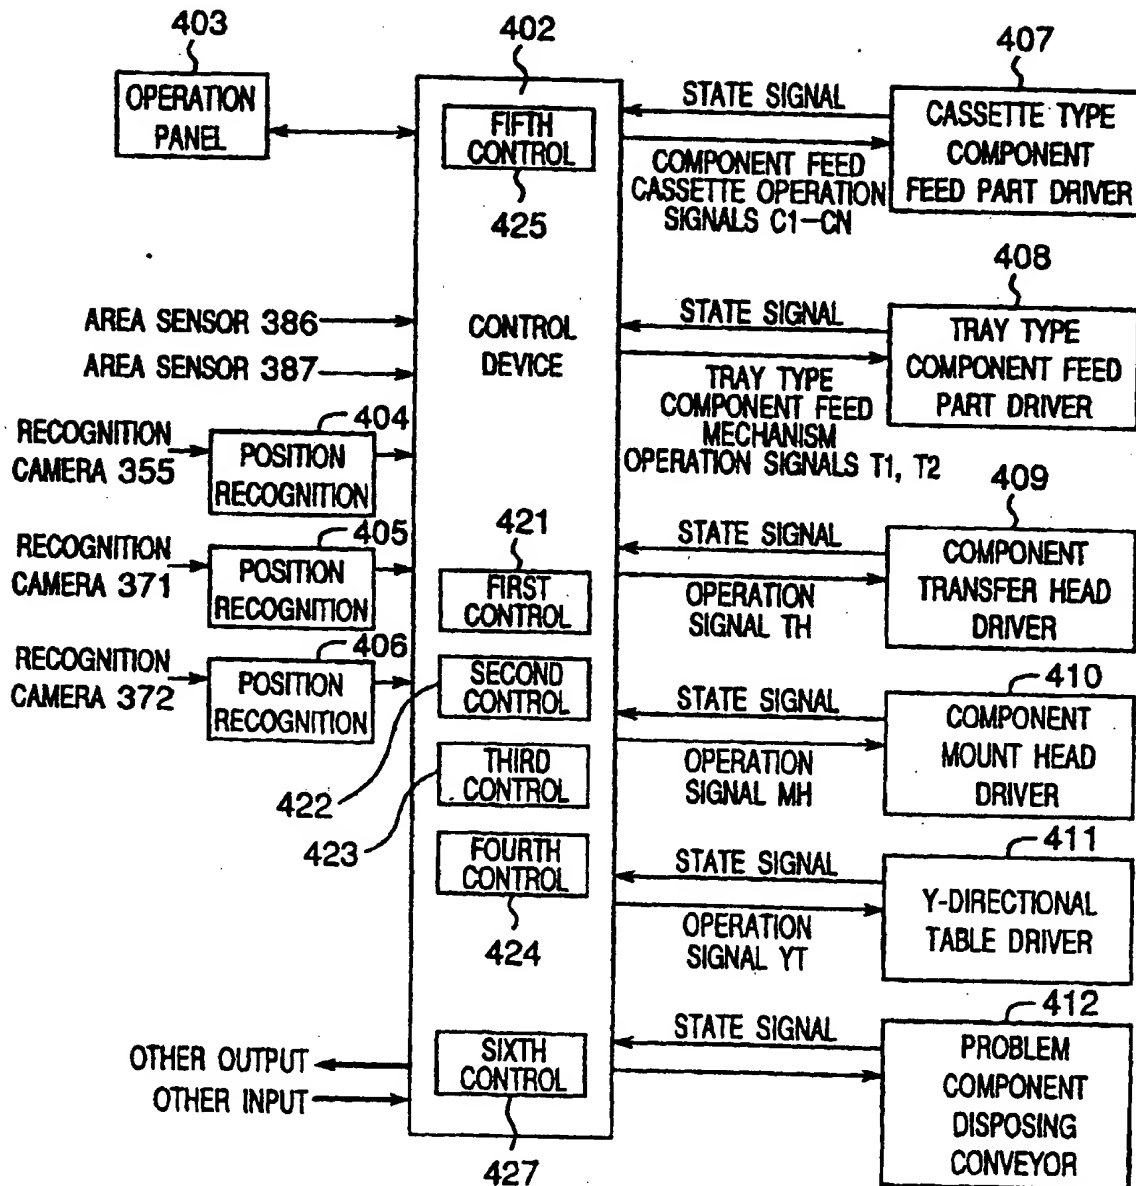 403
OPERATION
PANEL
402
FIFTH
CONTROL
425
STATE SIGNAL
COMPONENT FEED
CASSETTE OPERATION
SIGNALS C1-CN
407
CASSETTE TYPE
COMPONENT
FEED PART DRIVER
AREA SENSOR 386
AREA SENSOR 387
CONTROL
DEVICE
STATE SIGNAL
TRAY TYPE
COMPONENT FEED
MECHANISM
OPERATION SIGNALS T1, T2
408
TRAY TYPE
COMPONENT FEED
PART DRIVER
RECOGNITION
CAMERA 355
404
POSITION
RECOGNITION
RECOGNITION
CAMERA 371
405
POSITION
RECOGNITION
RECOGNITION
CAMERA 372
406
POSITION
RECOGNITION
421
FIRST
CONTROL
SECOND
CONTROL
422
THIRD
CONTROL
423
FOURTH
CONTROL
424
STATE SIGNAL
OPERATION
SIGNAL TH
409
COMPONENT
TRANSFER HEAD
DRIVER
STATE SIGNAL
OPERATION
SIGNAL MH
410
COMPONENT
MOUNT HEAD
DRIVER
STATE SIGNAL
OPERATION
SIGNAL YT
411
Y-DIRECTIONAL
TABLE DRIVER
OTHER OUTPUT
OTHER INPUT
SIXTH
CONTROL
427
STATE SIGNAL
412
PROBLEM
COMPONENT
DISPOSING
CONVEYOR